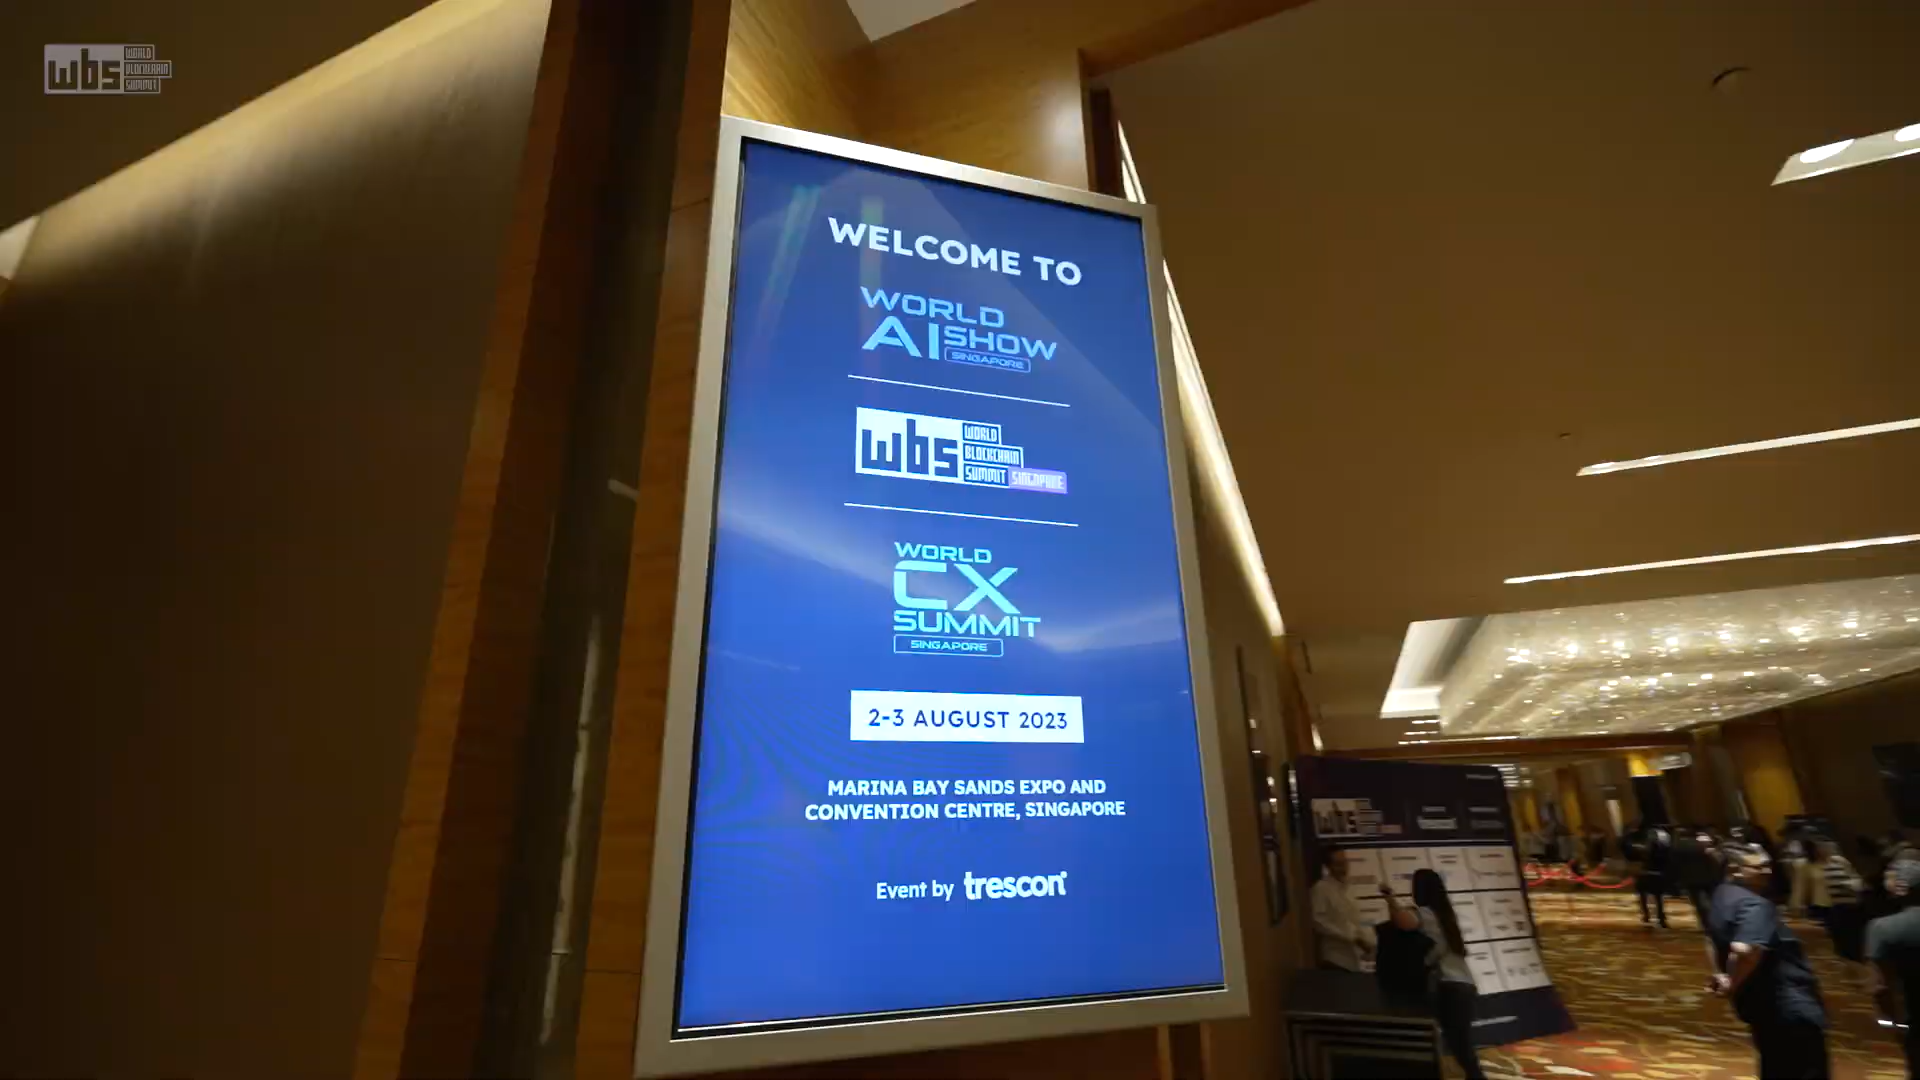 wbs WORLD
BLOCKCHAIN
SUMMIT
WELCOME TO
WORLD
AI SHOW
SINGAPORE
wbs WORLD
BLOCKCHAIN
SUMMIT SINGAPORE
WORLD
CX
SUMMIT
SINGAPORE
2-3 AUGUST 2023
MARINA BAY SANDS EXPO AND
CONVENTION CENTRE, SINGAPORE
Event by trescon
wbs